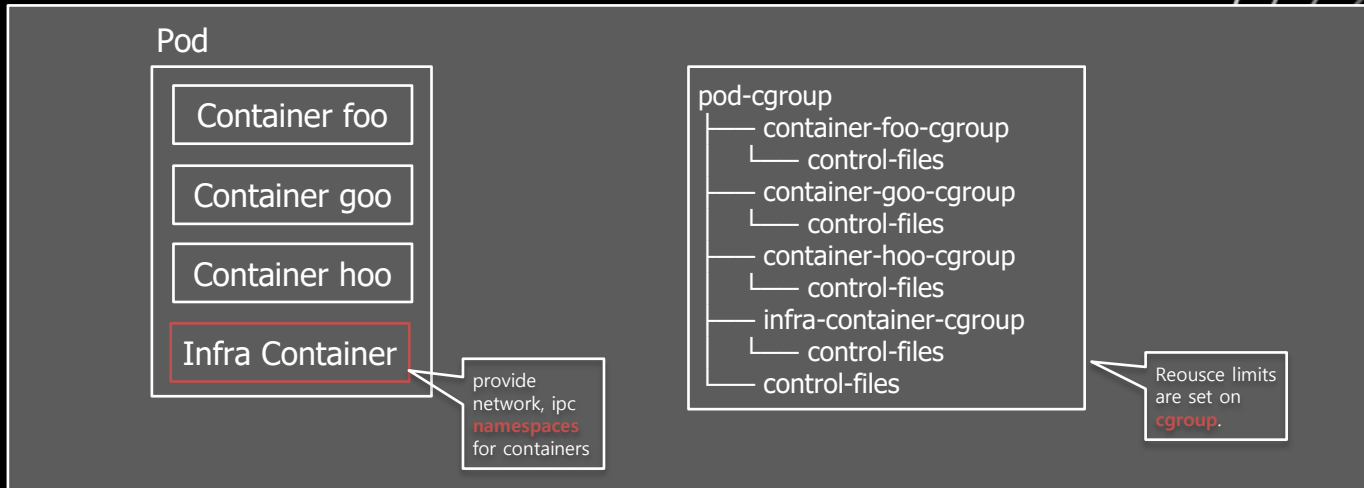 Pod
Container foo
Container goo
Container hoo
Infra Container
provide
network, ipc
namespaces
for containers
pod-cgroup
├── container-foo-cgroup
│   └── control-files
├── container-goo-cgroup
│   └── control-files
├── container-hoo-cgroup
│   └── control-files
├── infra-container-cgroup
│   └── control-files
└── control-files
Reousce limits
are set on
cgroup.